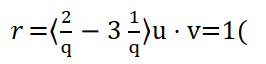 r =⟨2/q − 3 1/q⟩u · v=1(